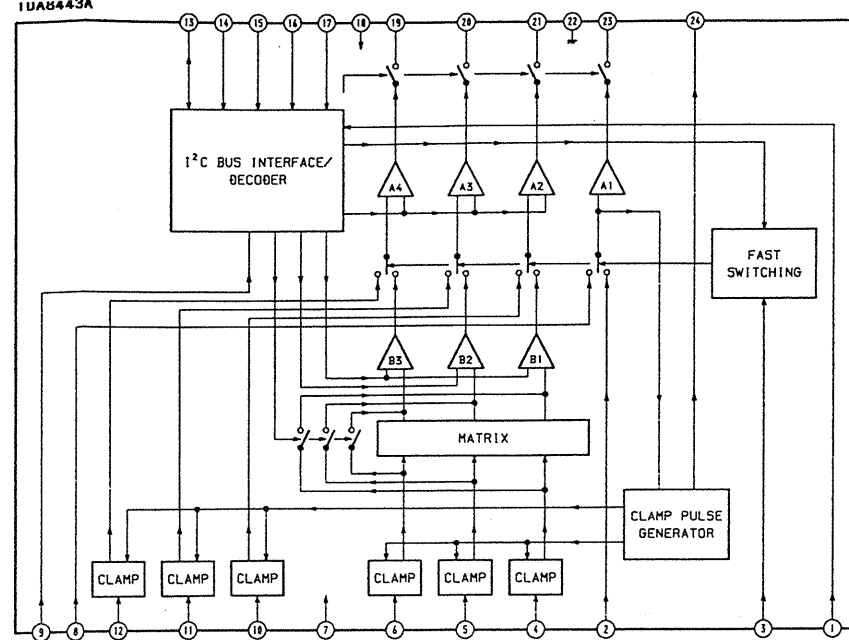 TDA8443A
13 14 15 16 17 18 19 20 21 22 23 24
I²C BUS INTERFACE/
DECODER
A4 A3 A2 A1
FAST
SWITCHING
B3 B2 B1
MATRIX
CLAMP PULSE
GENERATOR
CLAMP CLAMP CLAMP CLAMP CLAMP CLAMP
9 8 12 11 10 7 6 5 4 2 3 1